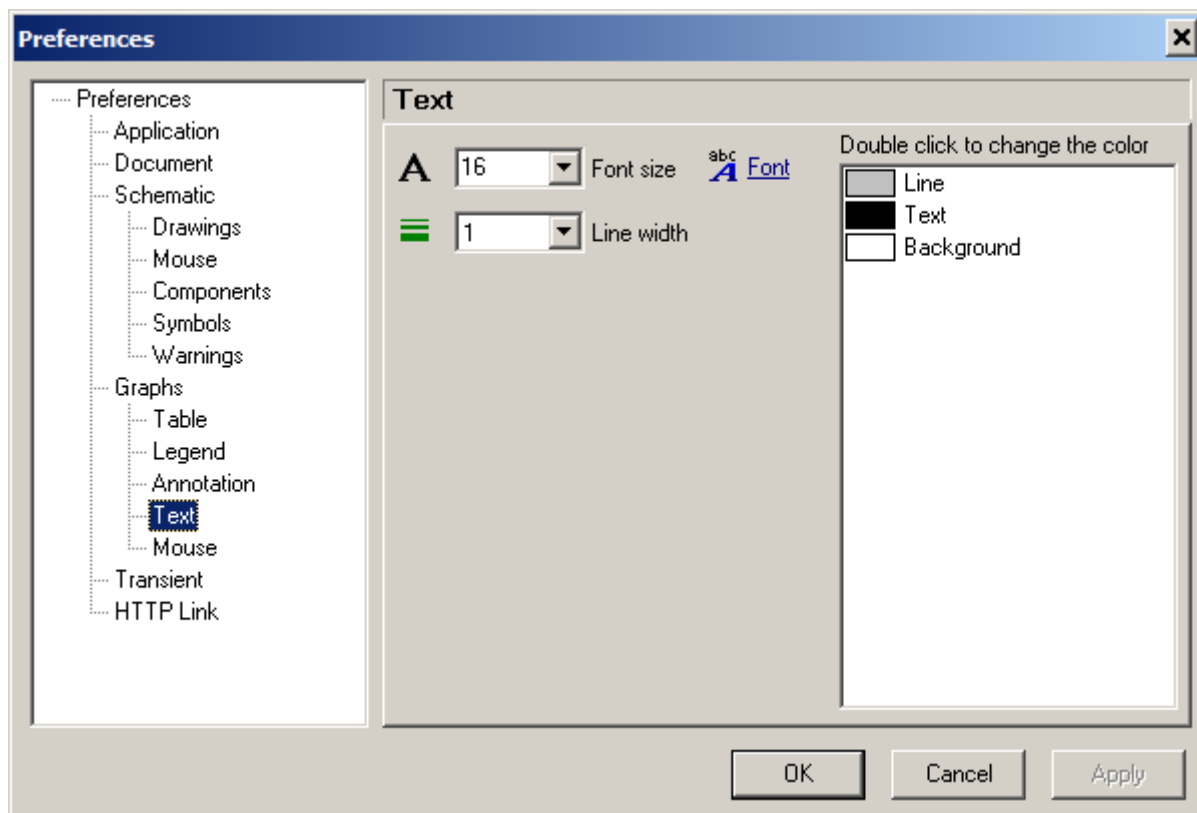 Preferences
Preferences
Application
Document
Schematic
Drawings
Mouse
Components
Symbols
Warnings
Graphs
Table
Legend
Annotation
Text
Mouse
Transient
HTTP Link
Text
A 16 Font size abc A Font
1 Line width
Double click to change the color
Line
Text
Background
OK Cancel Apply